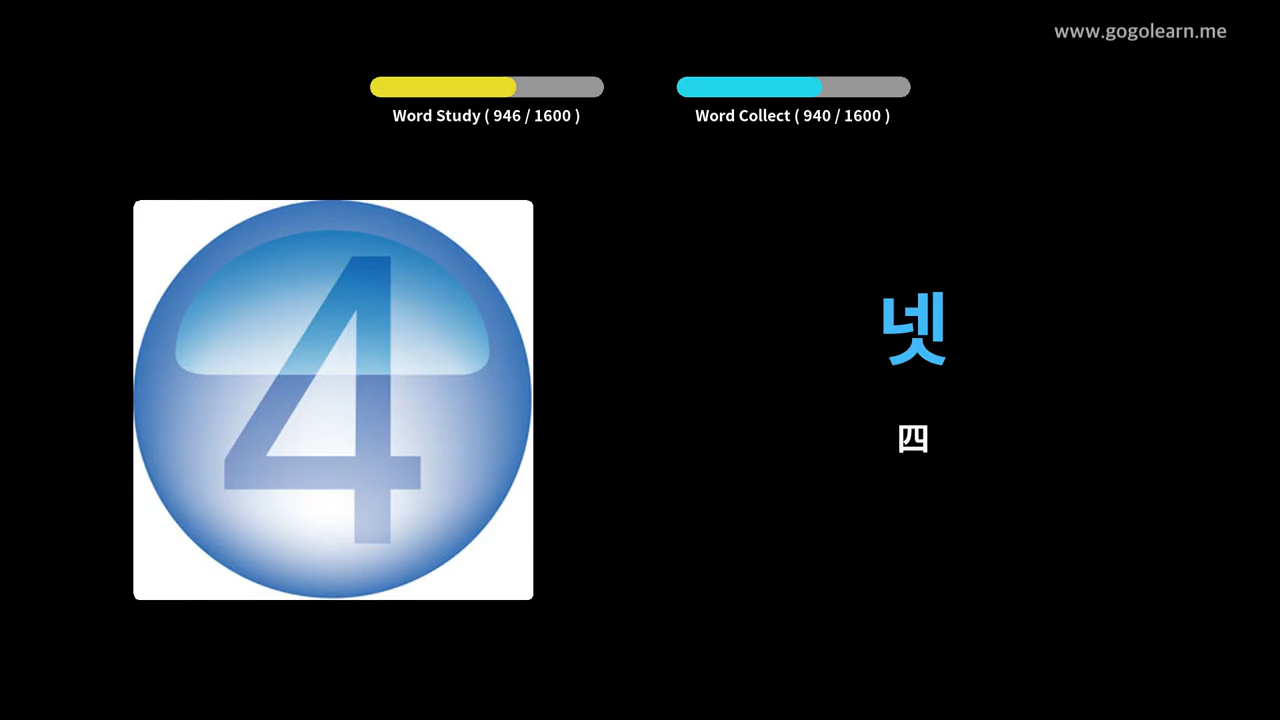 www.gogolearn.me
Word Study ( 946 / 1600 )
Word Collect ( 940 / 1600 )
4
넷
四